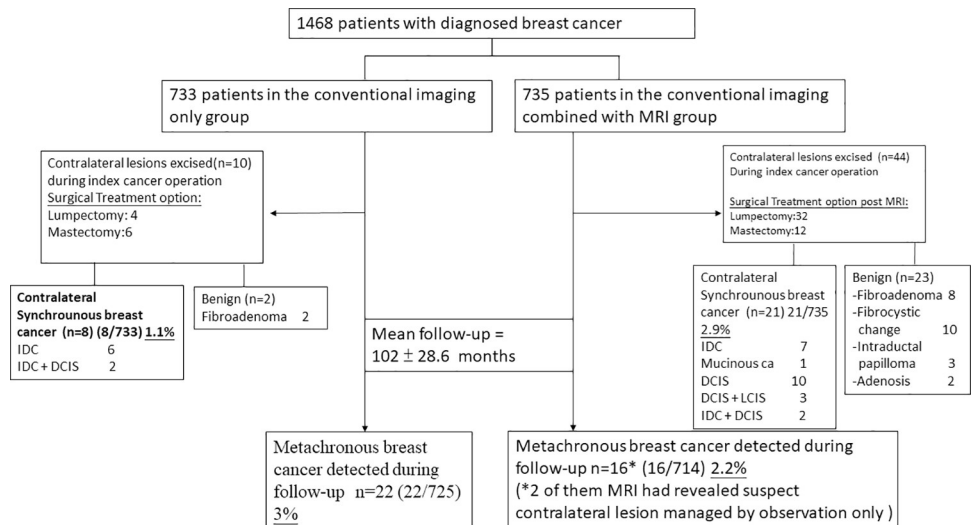 1468 patients with diagnosed breast cancer
733 patients in the conventional imaging
only group
735 patients in the conventional imaging
combined with MRI group
Contralateral lesions excised(n=10)
during index cancer operation
Surgical Treatment option:
Lumpectomy: 4
Mastectomy:6
Contralateral lesions excised (n=44)
During index cancer operation
Surgical Treatment option post MRI:
Lumpectomy:32
Mastectomy:12
Contralateral
Synchrounous breast
cancer (n=8) (8/733) 1.1%
IDC 6
IDC + DCIS 2
Benign (n=2)
Fibroadenoma 2
Contralateral
Synchrounous breast
cancer (n=21) 21/735
2.9%
IDC 7
Mucinous ca 1
DCIS 10
DCIS + LCIS 3
IDC + DCIS 2
Benign (n=23)
-Fibroadenoma 8
-Fibrocystic
change 10
-Intraductal
papilloma 3
-Adenosis 2
Mean follow-up =
102 ± 28.6 months
Metachronous breast
cancer detected during
follow-up n=22 (22/725)
3%
Metachronous breast cancer detected during
follow-up n=16* (16/714) 2.2%
(*2 of them MRI had revealed suspect
contralateral lesion managed by observation only )